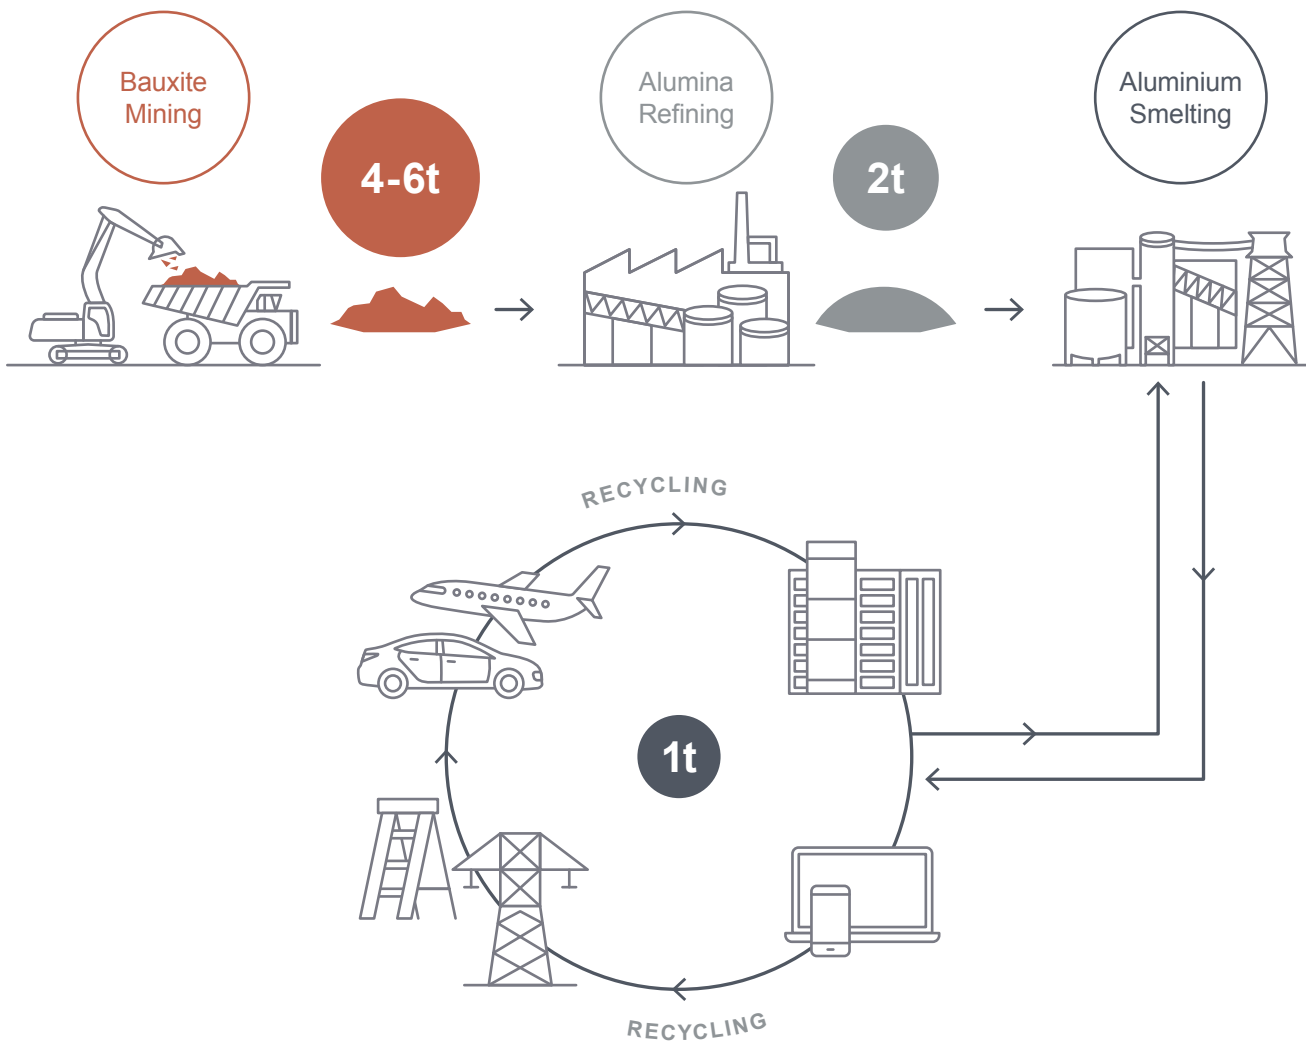 Bauxite
Mining
4-6t
Alumina
Refining
2t
Aluminium
Smelting
RECYCLING
1t
RECYCLING